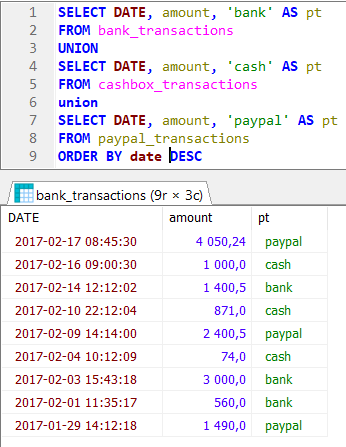 1 SELECT DATE, amount, 'bank' AS pt
2 FROM bank_transactions
3 UNION
4 SELECT DATE, amount, 'cash' AS pt
5 FROM cashbox_transactions
6 union
7 SELECT DATE, amount, 'paypal' AS pt
8 FROM paypal_transactions
9 ORDER BY date DESC
bank_transactions (9r × 3c)
DATE amount pt
2017-02-17 08:45:30 4 050,24 paypal
2017-02-16 09:00:30 1 000,0 cash
2017-02-14 12:12:02 1 400,5 bank
2017-02-10 22:12:04 871,0 cash
2017-02-09 14:14:00 2 400,5 paypal
2017-02-04 10:12:09 74,0 cash
2017-02-03 15:43:18 3 000,0 bank
2017-02-01 11:35:17 560,0 bank
2017-01-29 14:12:18 1 490,0 paypal